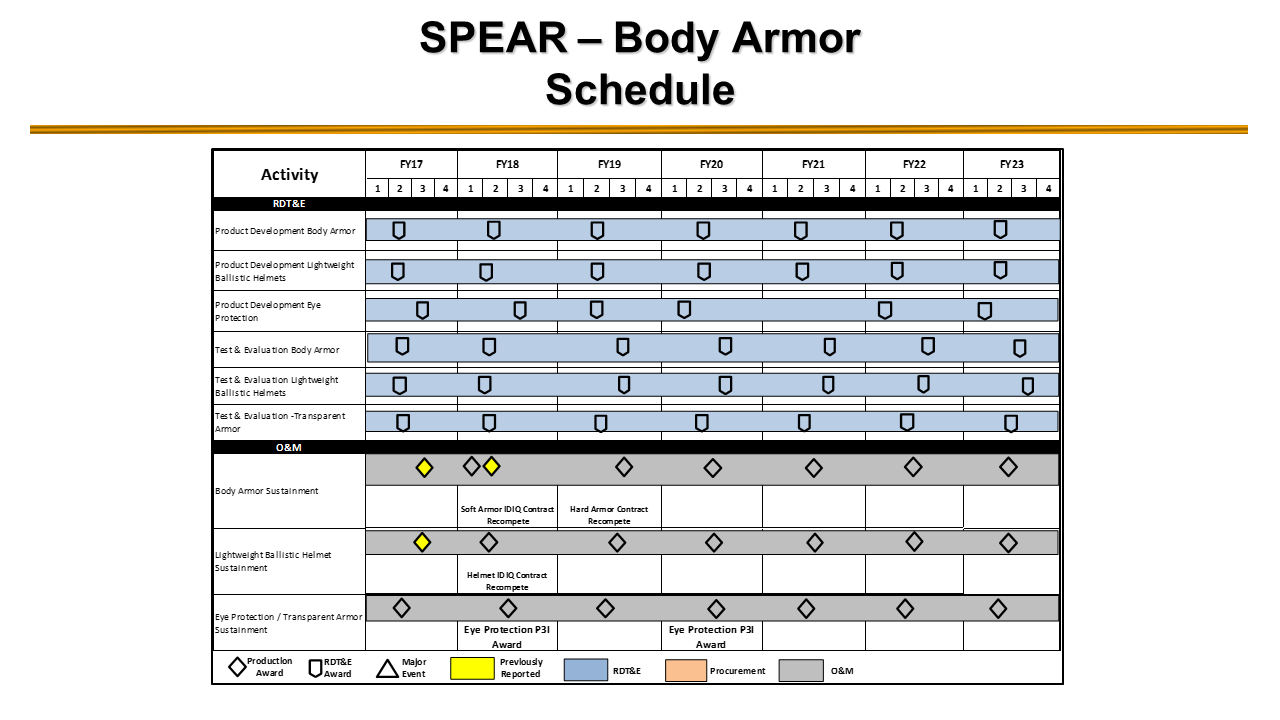 SPEAR – Body Armor
Schedule
Activity
FY17 FY18 FY19 FY20 FY21 FY22 FY23
1 2 3 4 1 2 3 4 1 2 3 4 1 2 3 4 1 2 3 4 1 2 3 4 1 2 3 4
RDT&E
Product Development Body Armor
Product Development Lightweight
Ballistic Helmets
Product Development Eye
Protection
Test & Evaluation Body Armor
Test & Evaluation Lightweight
Ballistic Helmets
Test & Evaluation -Transparent
Armor
O&M
Body Armor Sustainment
Soft Armor IDIQ Contract
Recompete
Hard Armor Contract
Recompete
Lightweight Ballistic Helmet
Sustainment
Helmet IDIQ Contract
Recompete
Eye Protection / Transparent Armor
Sustainment
Eye Protection P3I
Award
Eye Protection P3I
Award
Production
Award
RDT&E
Award
Major
Event
Previously
Reported
RDT&E
Procurement
O&M